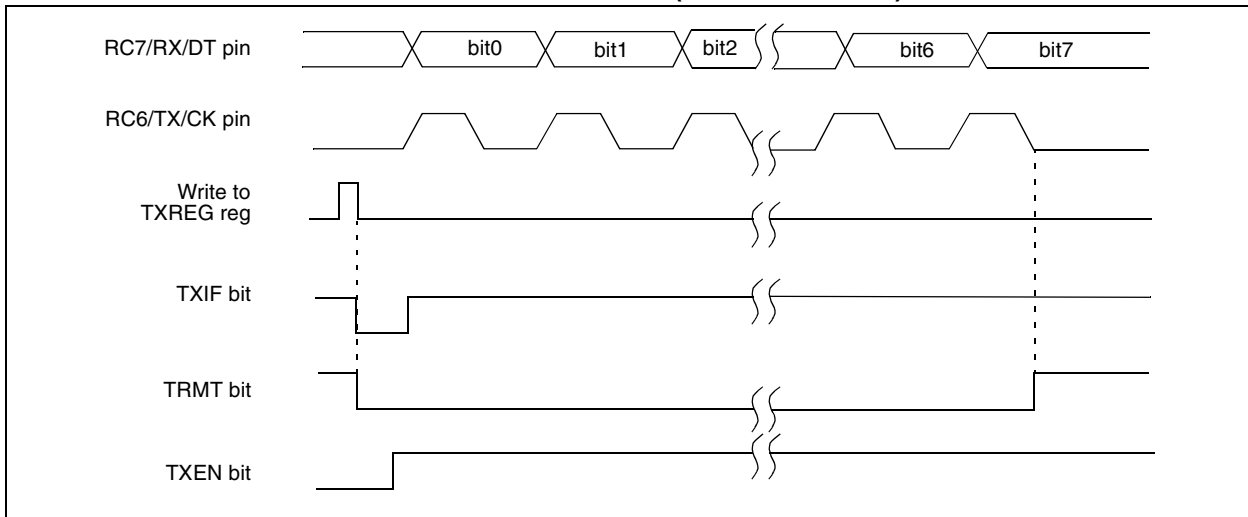 RC7/RX/DT pin
bit0
bit1
bit2
bit6
bit7
RC6/TX/CK pin
Write to
TXREG reg
TXIF bit
TRMT bit
TXEN bit